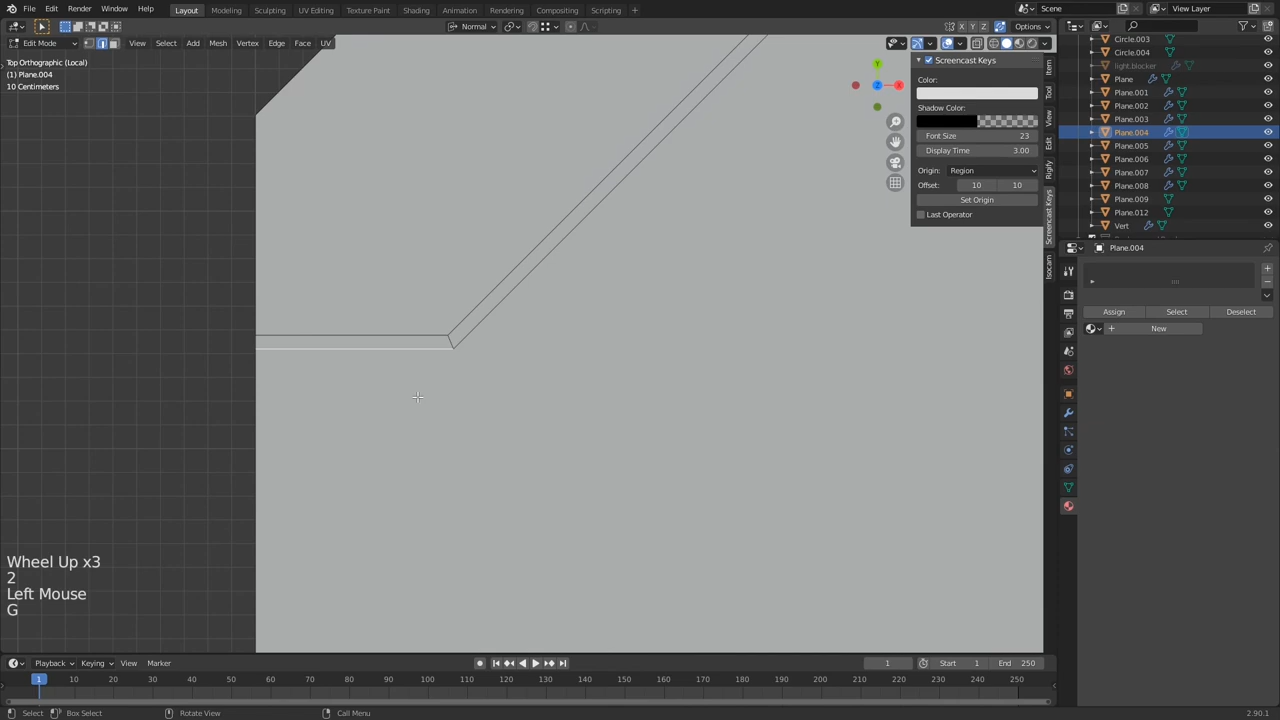 File Edit Render Window Help Layout Modeling Sculpting UV Editing Texture Paint Shading Animation Rendering Compositing Scripting + Scene View Layer
Normal Options
Edit Mode View Select Add Mesh Vertex Edge Face UV
Top Orthographic (Local)
(1) Plane.004
10 Centimeters
X Y Z
Y
X
Z
Screencast Keys
Color:
Shadow Color:
Font Size 23
Display Time 3.00
Origin: Region
Offset: 10 10
Set Origin
Last Operator
Item
Tool
View
Edit
Rigify
Screencast Keys
Isocam
Circle.003
Circle.004
light.blocker
Plane
Plane.001
Plane.002
Plane.003
Plane.004
Plane.005
Plane.006
Plane.007
Plane.008
Plane.009
Plane.012
Vert
Plane.004
Assign Select Deselect
New
Wheel Up x3
2
Left Mouse
G
Playback Keying View Marker 1 Start 1 End 250
1 10 20 30 40 50 60 70 80 90 100 110 120 130 140 150 160 170 180 190 200 210 220 230 240 250
Select Box Select Rotate View Call Menu 2.90.1